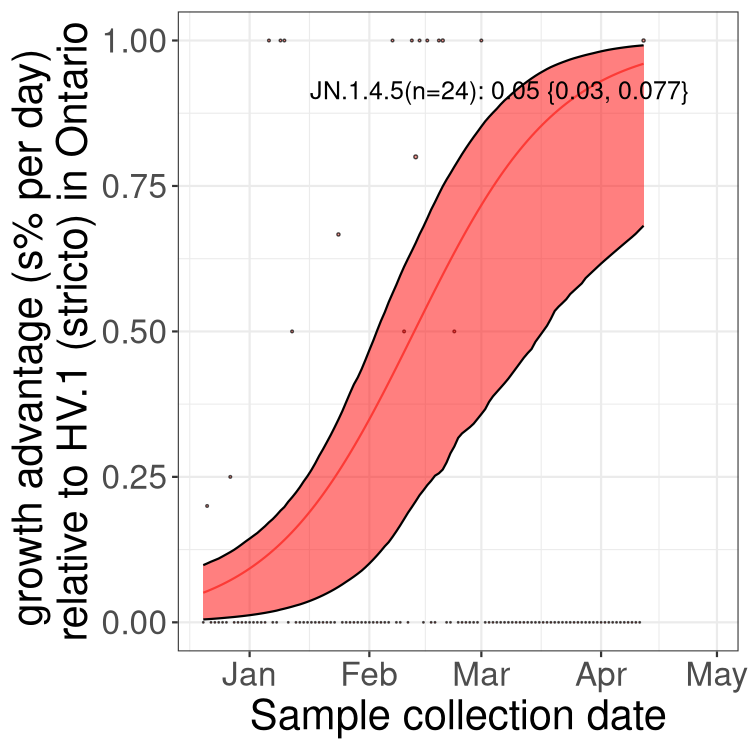 growth advantage (s% per day)
relative to HV.1 (stricto) in Ontario
1.00
0.75
0.50
0.25
0.00
JN.1.4.5(n=24): 0.05 {0.03, 0.077}
Jan Feb Mar Apr May
Sample collection date